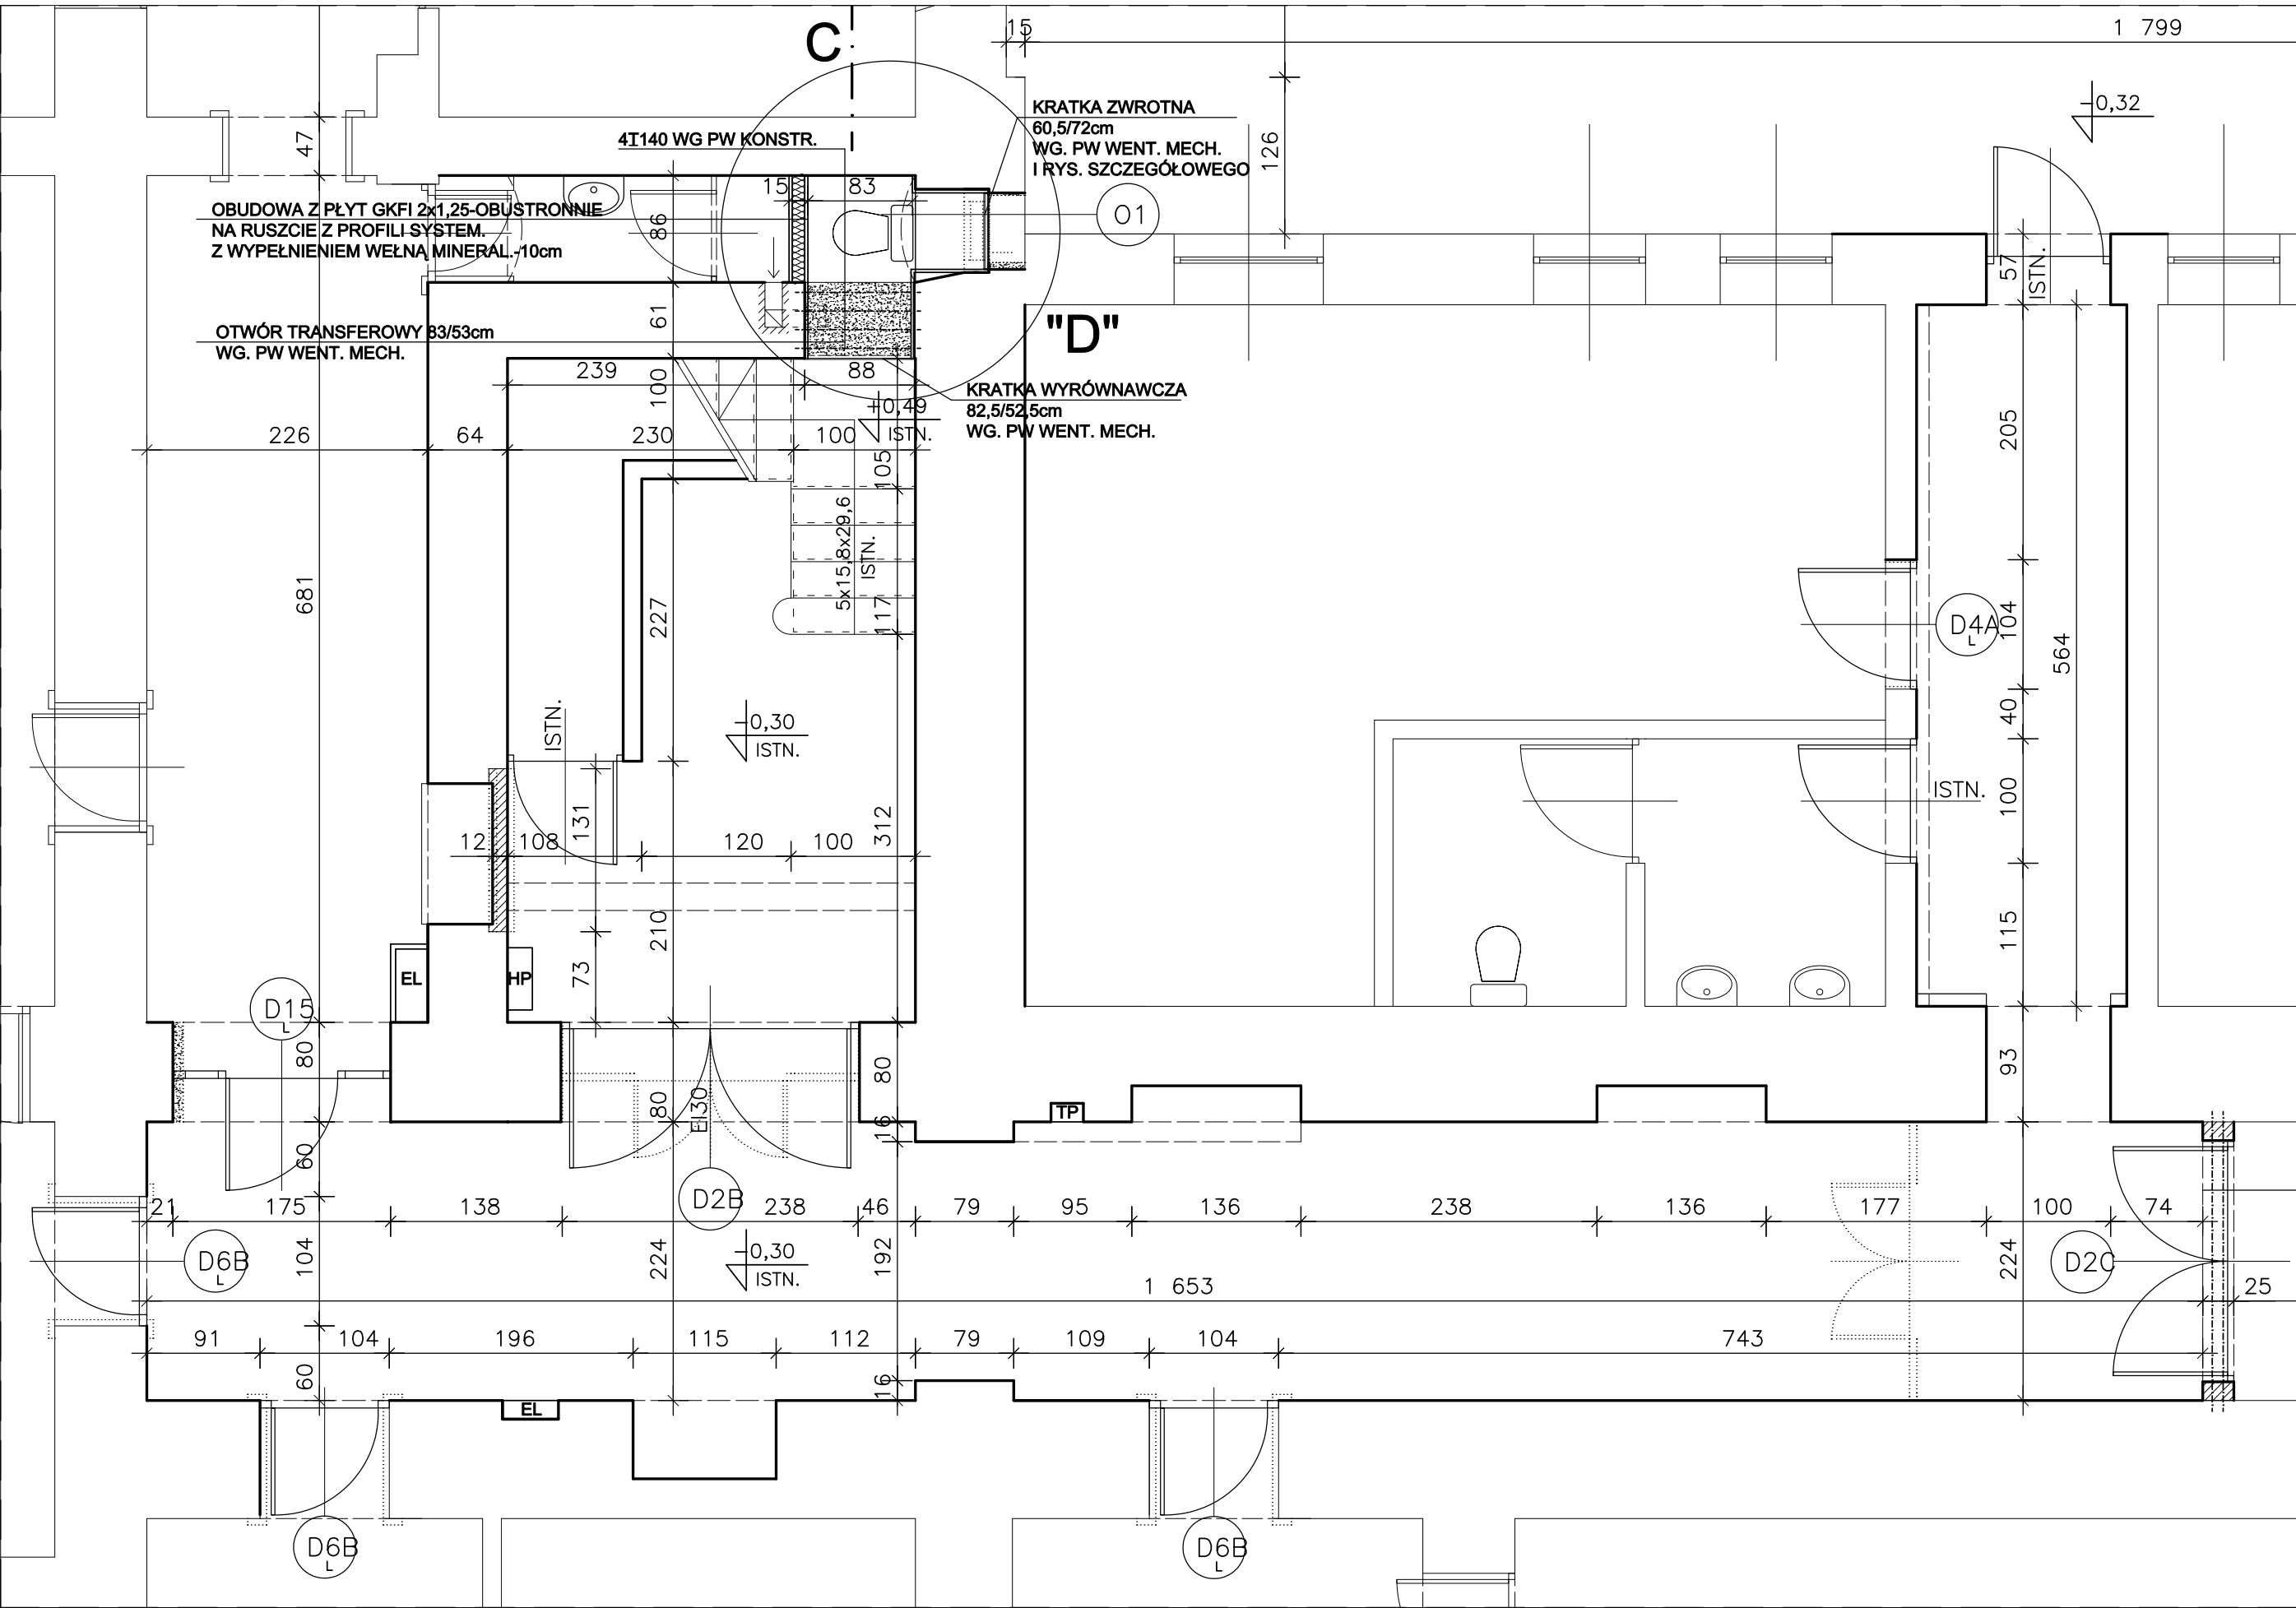 C
15
1 799
-0,32
KRATKA ZWROTNA
60,5/72cm
WG. PW WENT. MECH.
I RYS. SZCZEGÓŁOWEGO
126
47
4I140 WG PW KONSTR.
15
83
86
O1
OBUDOWA Z PŁYT GKFI 2x1,25-OBUSTRONNIE
NA RUSZCIE Z PROFILI SYSTEM.
Z WYPEŁNIENIEM WEŁNĄ MINERAL.-10cm
57
ISTN.
61
OTWÓR TRANSFEROWY 83/53cm
WG. PW WENT. MECH.
"D"
239
100
88
KRATKA WYRÓWNAWCZA
82,5/52,5cm
WG. PW WENT. MECH.
+0,49
ISTN.
226
64
230
100
105
205
5x15,8x29,6
ISTN.
681
227
117
D4A
L
104
564
ISTN.
-0,30
ISTN.
40
ISTN.
100
131
312
12
108
120
100
210
115
73
EL
HP
D15
L
80
80
80
EI30
93
TP
16
60
21
175
138
D2B
238
46
79
95
136
238
136
177
100
74
D6B
L
104
224
-0,30
ISTN.
192
224
D2C
1 653
25
91
104
196
115
112
79
109
104
743
60
16
EL
D6B
L
D6B
L